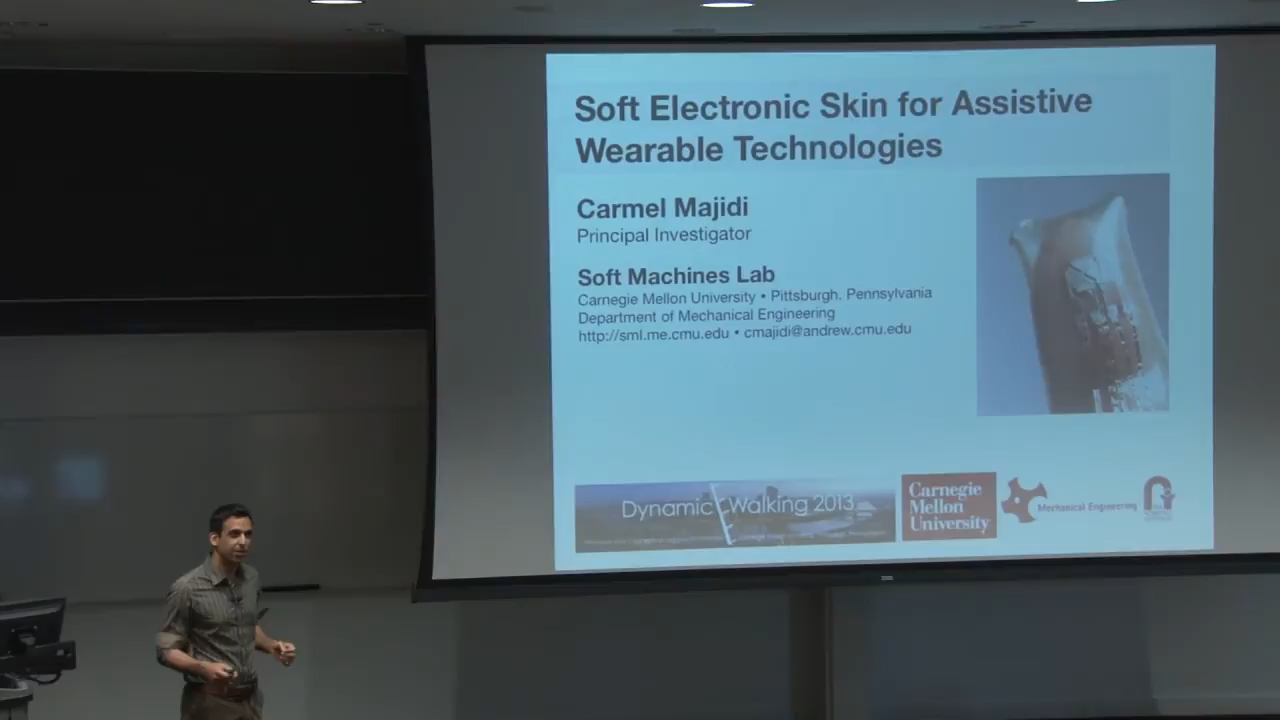 Soft Electronic Skin for Assistive
Wearable Technologies
Carmel Majidi
Principal Investigator
Soft Machines Lab
Carnegie Mellon University • Pittsburgh, Pennsylvania
Department of Mechanical Engineering
http://sml.me.cmu.edu • cmajidi@andrew.cmu.edu
Dynamic Walking 2013
Carnegie
Mellon
University
Mechanical Engineering